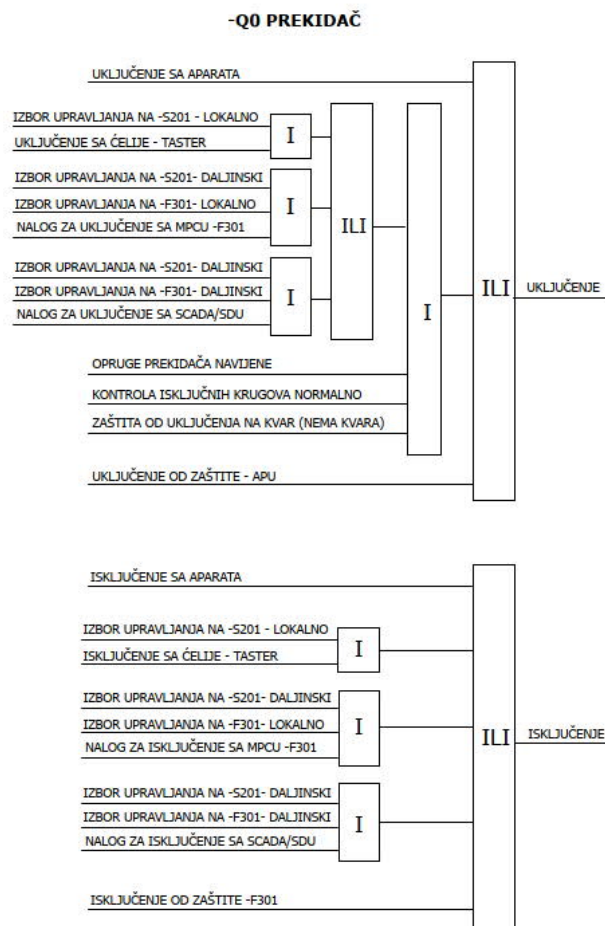 -Q0 PREKIDAČ
UKLJUČENJE SA APARATA
IZBOR UPRAVLJANJA NA -S201 - LOKALNO
UKLJUČENJE SA ĆELIJE - TASTER
I
IZBOR UPRAVLJANJA NA -S201- DALJINSKI
IZBOR UPRAVLJANJA NA -F301- LOKALNO
NALOG ZA UKLJUČENJE SA MPCU -F301
I
ILI
IZBOR UPRAVLJANJA NA -S201- DALJINSKI
IZBOR UPRAVLJANJA NA -F301- DALJINSKI
NALOG ZA UKLJUČENJE SA SCADA/SDU
I
I
ILI
UKLJUČENJE
OPRUGE PREKIDAČA NAVIJENE
KONTROLA ISKLJUČNIH KRUGOVA NORMALNO
ZAŠTITA OD UKLJUČENJA NA KVAR (NEMA KVARA)
UKLJUČENJE OD ZAŠTITE - APU
ISKLJUČENJE SA APARATA
IZBOR UPRAVLJANJA NA -S201 - LOKALNO
ISKLJUČENJE SA ĆELIJE - TASTER
I
IZBOR UPRAVLJANJA NA -S201- DALJINSKI
IZBOR UPRAVLJANJA NA -F301- LOKALNO
NALOG ZA ISKLJUČENJE SA MPCU -F301
I
ILI
ISKLJUČENJE
IZBOR UPRAVLJANJA NA -S201- DALJINSKI
IZBOR UPRAVLJANJA NA -F301- DALJINSKI
NALOG ZA ISKLJUČENJE SA SCADA/SDU
I
ISKLJUČENJE OD ZAŠTITE -F301